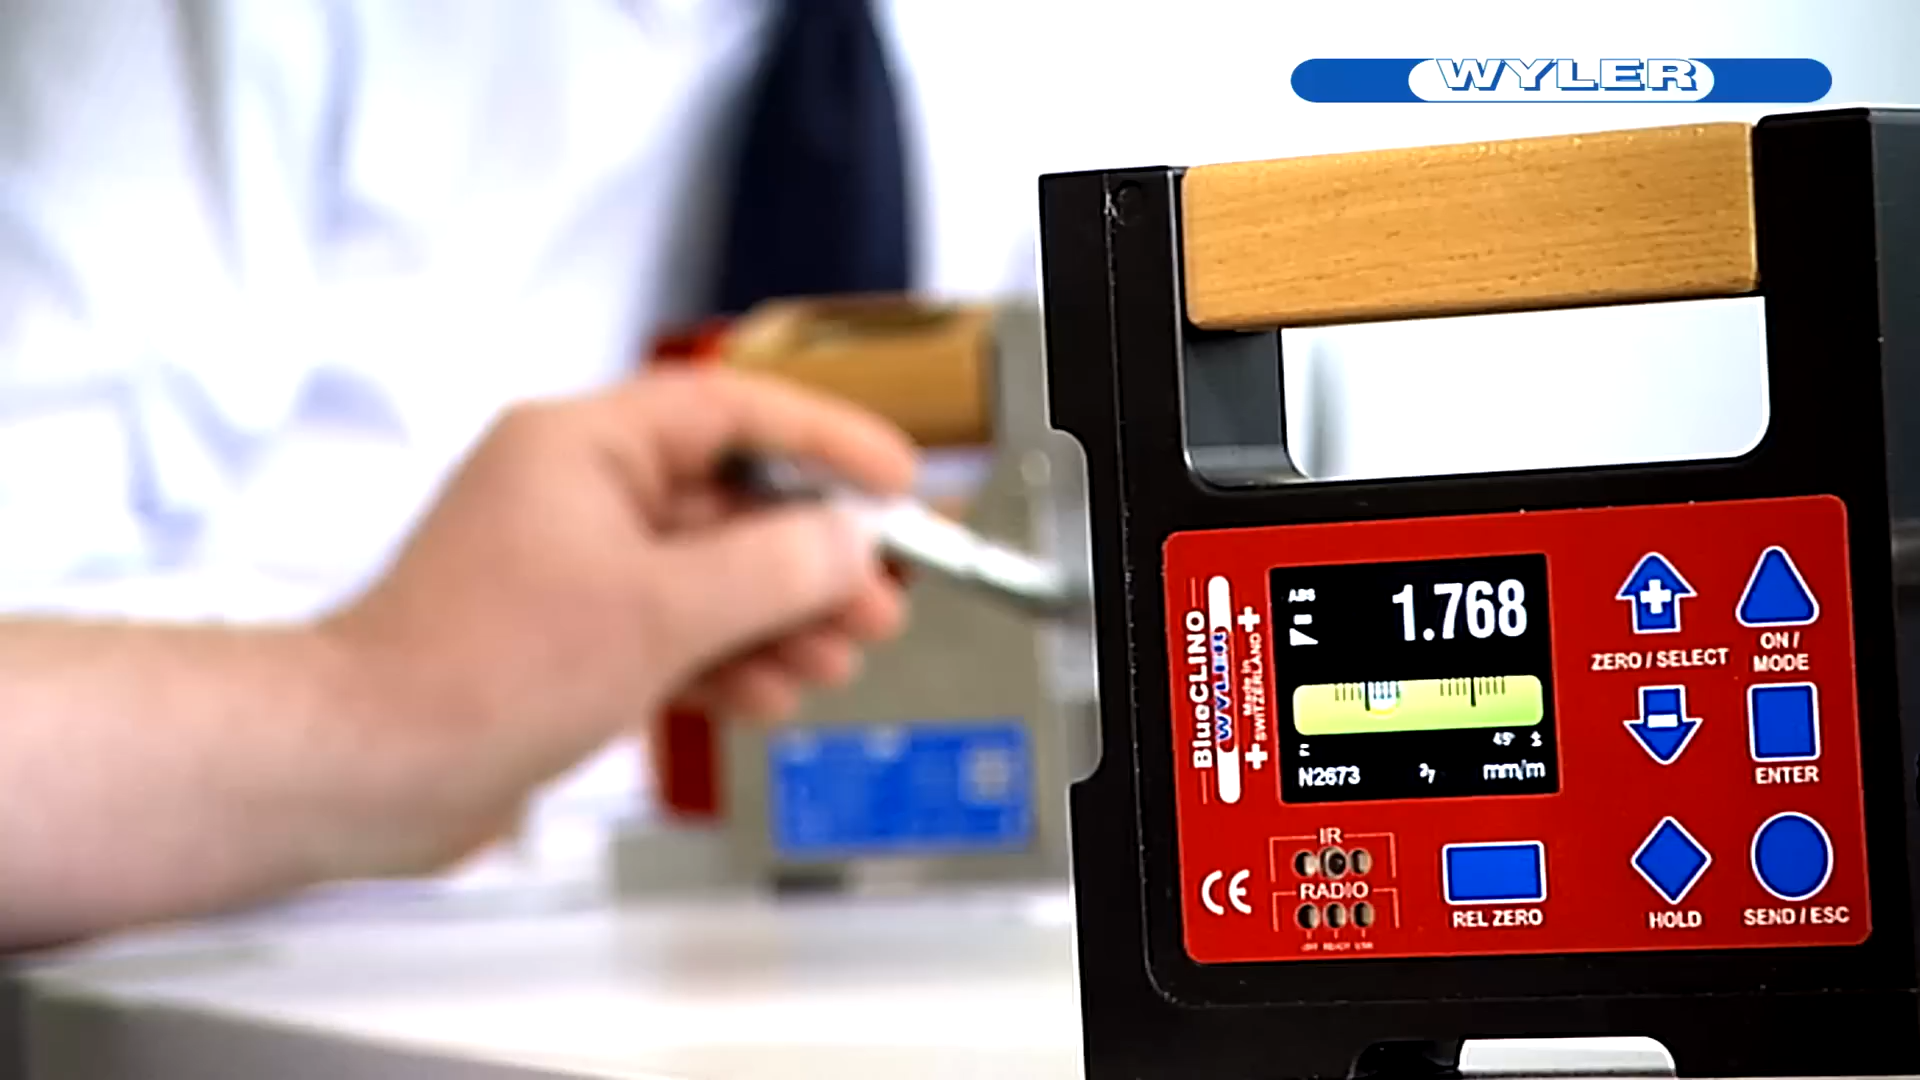 WYLER
BlueCLINO
WYLER
Made in
SWITZERLAND
ABS
1.768
45°
N2673
mm/m
ZERO / SELECT
ON /
MODE
ENTER
IR
RADIO
CE
REL ZERO
HOLD
SEND / ESC